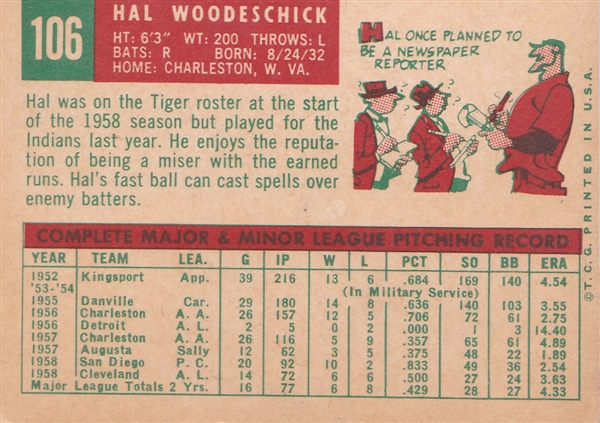 106
HAL WOODESCHICK
HT: 6'3" WT: 200 THROWS: L
BATS: R BORN: 8/24/32
HOME: CHARLESTON, W. VA.
Hal was on the Tiger roster at the start
of the 1958 season but played for the
Indians last year. He enjoys the reputa-
tion of being a miser with the earned
runs. Hal's fast ball can cast spells over
enemy batters.
HAL ONCE PLANNED TO
BE A NEWSPAPER
REPORTER
COMPLETE MAJOR & MINOR LEAGUE PITCHING RECORD
YEAR TEAM LEA. G IP W L PCT SO BB ERA
1952 Kingsport App. 39 216 13 6 .684 169 140 4.54
'53-'54 (In Military Service)
1955 Danville Car. 29 180 14 8 .636 140 103 3.55
1956 Charleston A. A. 26 157 12 5 .706 72 61 2.75
1956 Detroit A. L. 2 5 0 2 .000 1 3 14.40
1957 Charleston A. A. 26 116 5 9 .357 65 61 4.89
1957 Augusta Sally 12 62 3 5 .375 48 22 1.89
1958 San Diego P. C. 20 92 10 2 .833 49 36 2.54
1958 Cleveland A. L. 14 72 6 6 .500 27 24 3.63
Major League Totals 2 Yrs. 16 77 6 8 .429 28 27 4.33
©T. C. G. PRINTED IN U.S.A.